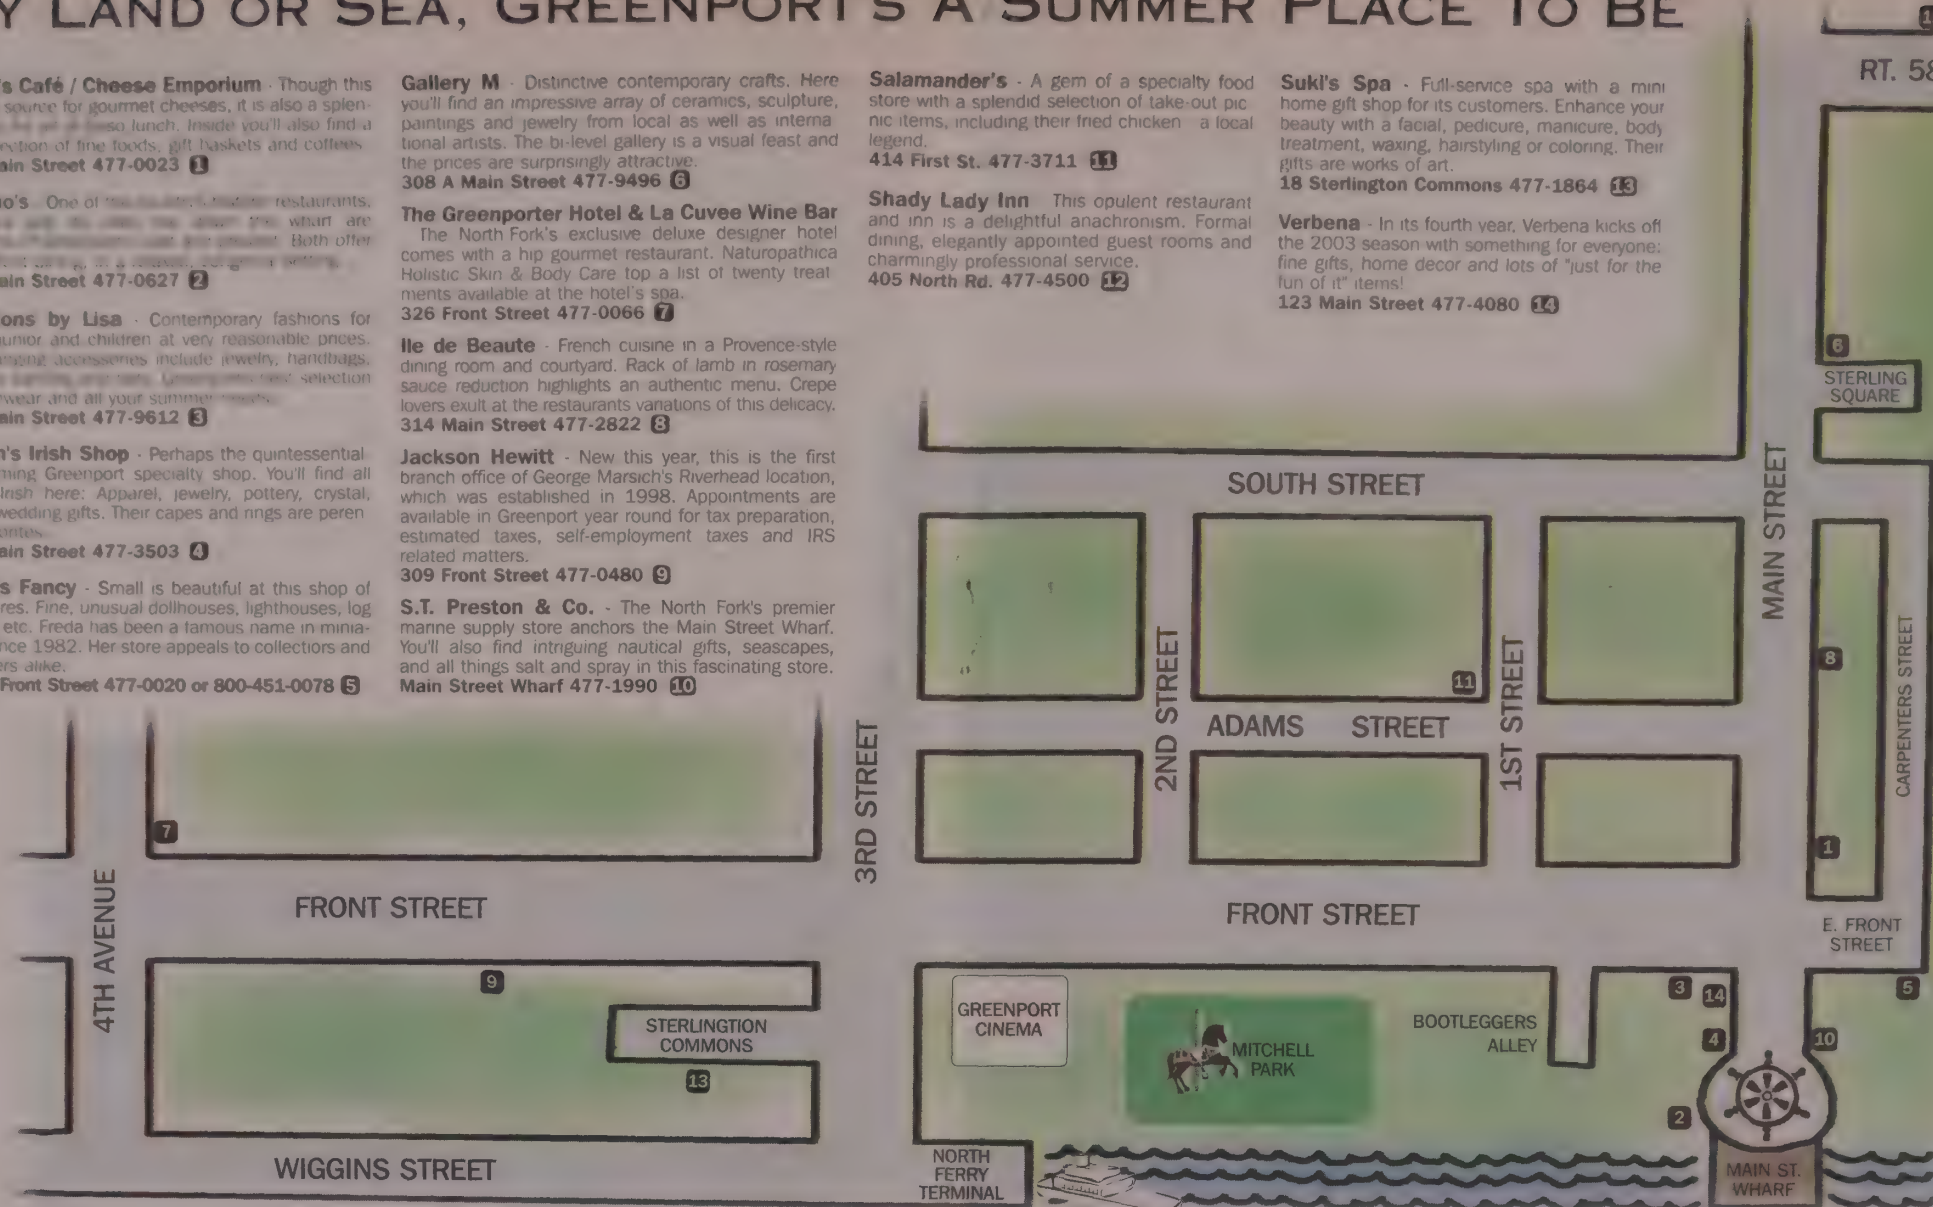 Y LAND OR SEA, GREENPORT'S A SUMMER PLACE TO BE
's Café / Cheese Emporium - Though this
source for gourmet cheeses, it is also a splen-
lunch. Inside you'll also find a
ection of fine foods, gift baskets and coffees
ain Street 477-0023 1
o's One of restaurants.
wharf are
Both offer
ain Street 477-0627 2
ons by Lisa - Contemporary fashions for
unior and children at very reasonable prices.
accessories include jewelry, handbags,
selection
wear and all your summer
ain Street 477-9612 3
's Irish Shop - Perhaps the quintessential
ming Greenport specialty shop. You'll find all
Irish here: Apparel, jewelry, pottery, crystal,
wedding gifts. Their capes and rings are peren
ain Street 477-3503 4
s Fancy - Small is beautiful at this shop of
res. Fine, unusual dollhouses, lighthouses, log
etc. Freda has been a famous name in minia-
nce 1982. Her store appeals to collectiors and
ers alike.
Front Street 477-0020 or 800-451-0078 5
Gallery M - Distinctive contemporary crafts. Here
you'll find an impressive array of ceramics, sculpture,
paintings and jewelry from local as well as interna
tional artists. The bi-level gallery is a visual feast and
the prices are surprisingly attractive.
308 A Main Street 477-9496 6
The Greenporter Hotel & La Cuvee Wine Bar
The North Fork's exclusive deluxe designer hotel
comes with a hip gourmet restaurant. Naturopathica
Holistic Skin & Body Care top a list of twenty treat
ments available at the hotel's spa.
326 Front Street 477-0066 7
Ile de Beaute - French cuisine in a Provence-style
dining room and courtyard. Rack of lamb in rosemary
sauce reduction highlights an authentic menu. Crepe
lovers exult at the restaurants variations of this delicacy.
314 Main Street 477-2822 8
Jackson Hewitt - New this year, this is the first
branch office of George Marsich's Riverhead location,
which was established in 1998. Appointments are
available in Greenport year round for tax preparation,
estimated taxes, self-employment taxes and IRS
related matters.
309 Front Street 477-0480 9
S.T. Preston & Co. - The North Fork's premier
marine supply store anchors the Main Street Wharf.
You'll also find intriguing nautical gifts, seascapes,
and all things salt and spray in this fascinating store.
Main Street Wharf 477-1990 10
Salamander's - A gem of a specialty food
store with a splendid selection of take-out pic
nic items, including their fried chicken a local
legend.
414 First St. 477-3711 11
Shady Lady Inn This opulent restaurant
and inn is a delightful anachronism. Formal
dining, elegantly appointed guest rooms and
charmingly professional service.
405 North Rd. 477-4500 12
Suki's Spa - Full-service spa with a mini
home gift shop for its customers. Enhance your
beauty with a facial, pedicure, manicure, body
treatment, waxing, hairstyling or coloring. Their
gifts are works of art.
18 Sterlington Commons 477-1864 13
Verbena - In its fourth year, Verbena kicks off
the 2003 season with something for everyone:
fine gifts, home decor and lots of "just for the
fun of it" items!
123 Main Street 477-4080 14
RT. 58
6
STERLING
SQUARE
SOUTH STREET
MAIN STREET
8
CARPENTERS STREET
1
11
2ND STREET
ADAMS STREET
1ST STREET
3RD STREET
7
4TH AVENUE
FRONT STREET
FRONT STREET
E. FRONT
STREET
9
STERLINGTION
COMMONS
13
GREENPORT
CINEMA
MITCHELL
PARK
BOOTLEGGERS
ALLEY
3
14
4
10
5
2
WIGGINS STREET
NORTH
FERRY
TERMINAL
MAIN ST.
WHARF